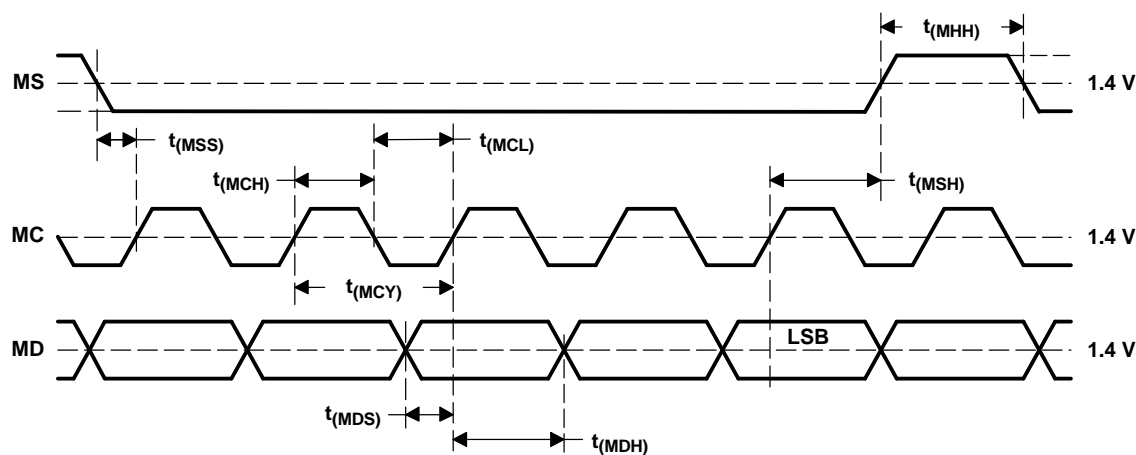 t(MHH)
MS
1.4 V
t(MSS)
t(MCL)
t(MCH)
t(MSH)
MC
1.4 V
t(MCY)
LSB
MD
1.4 V
t(MDS)
t(MDH)